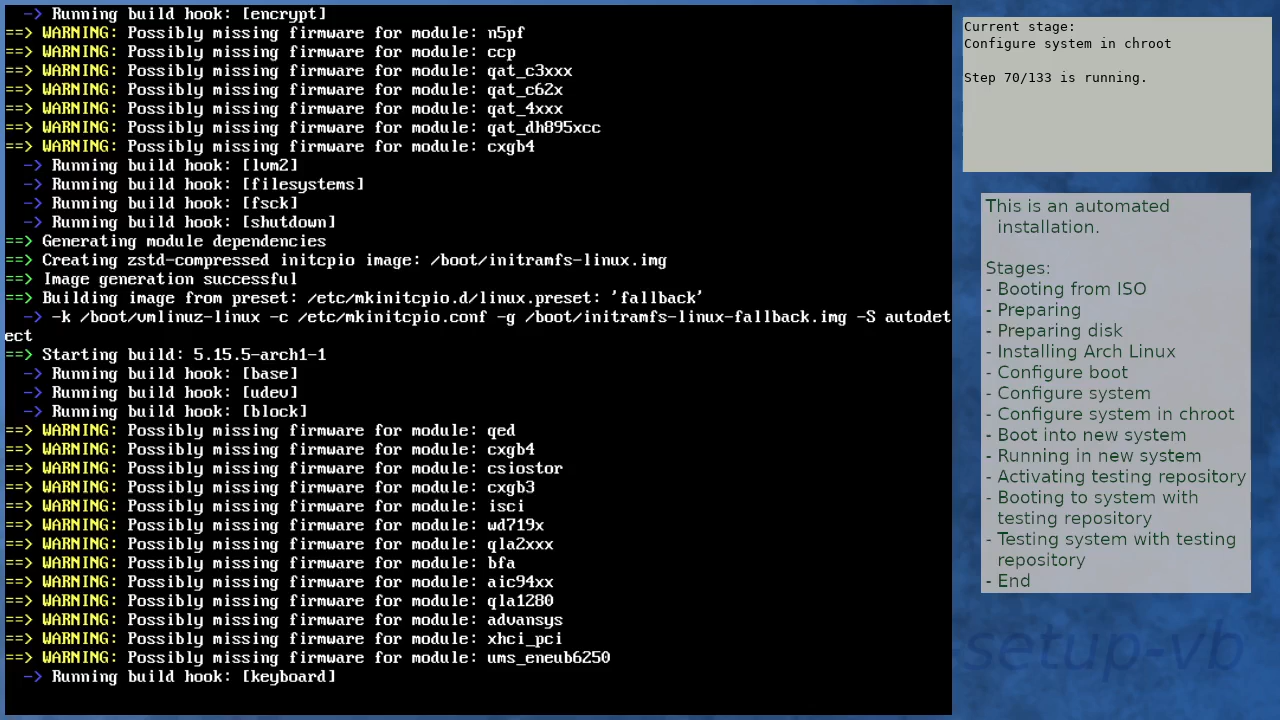 -> Running build hook: [encrypt]
==> WARNING: Possibly missing firmware for module: n5pf
==> WARNING: Possibly missing firmware for module: ccp
==> WARNING: Possibly missing firmware for module: qat_c3xxx
==> WARNING: Possibly missing firmware for module: qat_c62x
==> WARNING: Possibly missing firmware for module: qat_4xxx
==> WARNING: Possibly missing firmware for module: qat_dh895xcc
==> WARNING: Possibly missing firmware for module: cxgb4
-> Running build hook: [lvm2]
-> Running build hook: [filesystems]
-> Running build hook: [fsck]
-> Running build hook: [shutdown]
==> Generating module dependencies
==> Creating zstd-compressed initcpio image: /boot/initramfs-linux.img
==> Image generation successful
==> Building image from preset: /etc/mkinitcpio.d/linux.preset: 'fallback'
-> -k /boot/vmlinuz-linux -c /etc/mkinitcpio.conf -g /boot/initramfs-linux-fallback.img -S autodet
ect
==> Starting build: 5.15.5-arch1-1
-> Running build hook: [base]
-> Running build hook: [udev]
-> Running build hook: [block]
==> WARNING: Possibly missing firmware for module: qed
==> WARNING: Possibly missing firmware for module: cxgb4
==> WARNING: Possibly missing firmware for module: csiostor
==> WARNING: Possibly missing firmware for module: cxgb3
==> WARNING: Possibly missing firmware for module: isci
==> WARNING: Possibly missing firmware for module: wd719x
==> WARNING: Possibly missing firmware for module: qla2xxx
==> WARNING: Possibly missing firmware for module: bfa
==> WARNING: Possibly missing firmware for module: aic94xx
==> WARNING: Possibly missing firmware for module: qla1280
==> WARNING: Possibly missing firmware for module: advansys
==> WARNING: Possibly missing firmware for module: xhci_pci
==> WARNING: Possibly missing firmware for module: ums_eneub6250
-> Running build hook: [keyboard]
Current stage:
Configure system in chroot
Step 70/133 is running.
This is an automated
installation.
Stages:
- Booting from ISO
- Preparing
- Preparing disk
- Installing Arch Linux
- Configure boot
- Configure system
- Configure system in chroot
- Boot into new system
- Running in new system
- Activating testing repository
- Booting to system with
testing repository
- Testing system with testing
repository
- End
-setup-vb